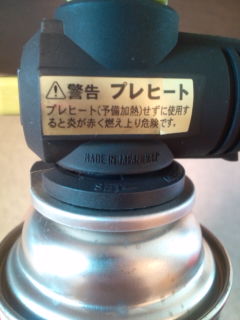 ⚠警告 プレヒート
プレヒート(予備加熱)せずに使用す
ると炎が赤く燃え上り危険です。
MADE IN JAPAN